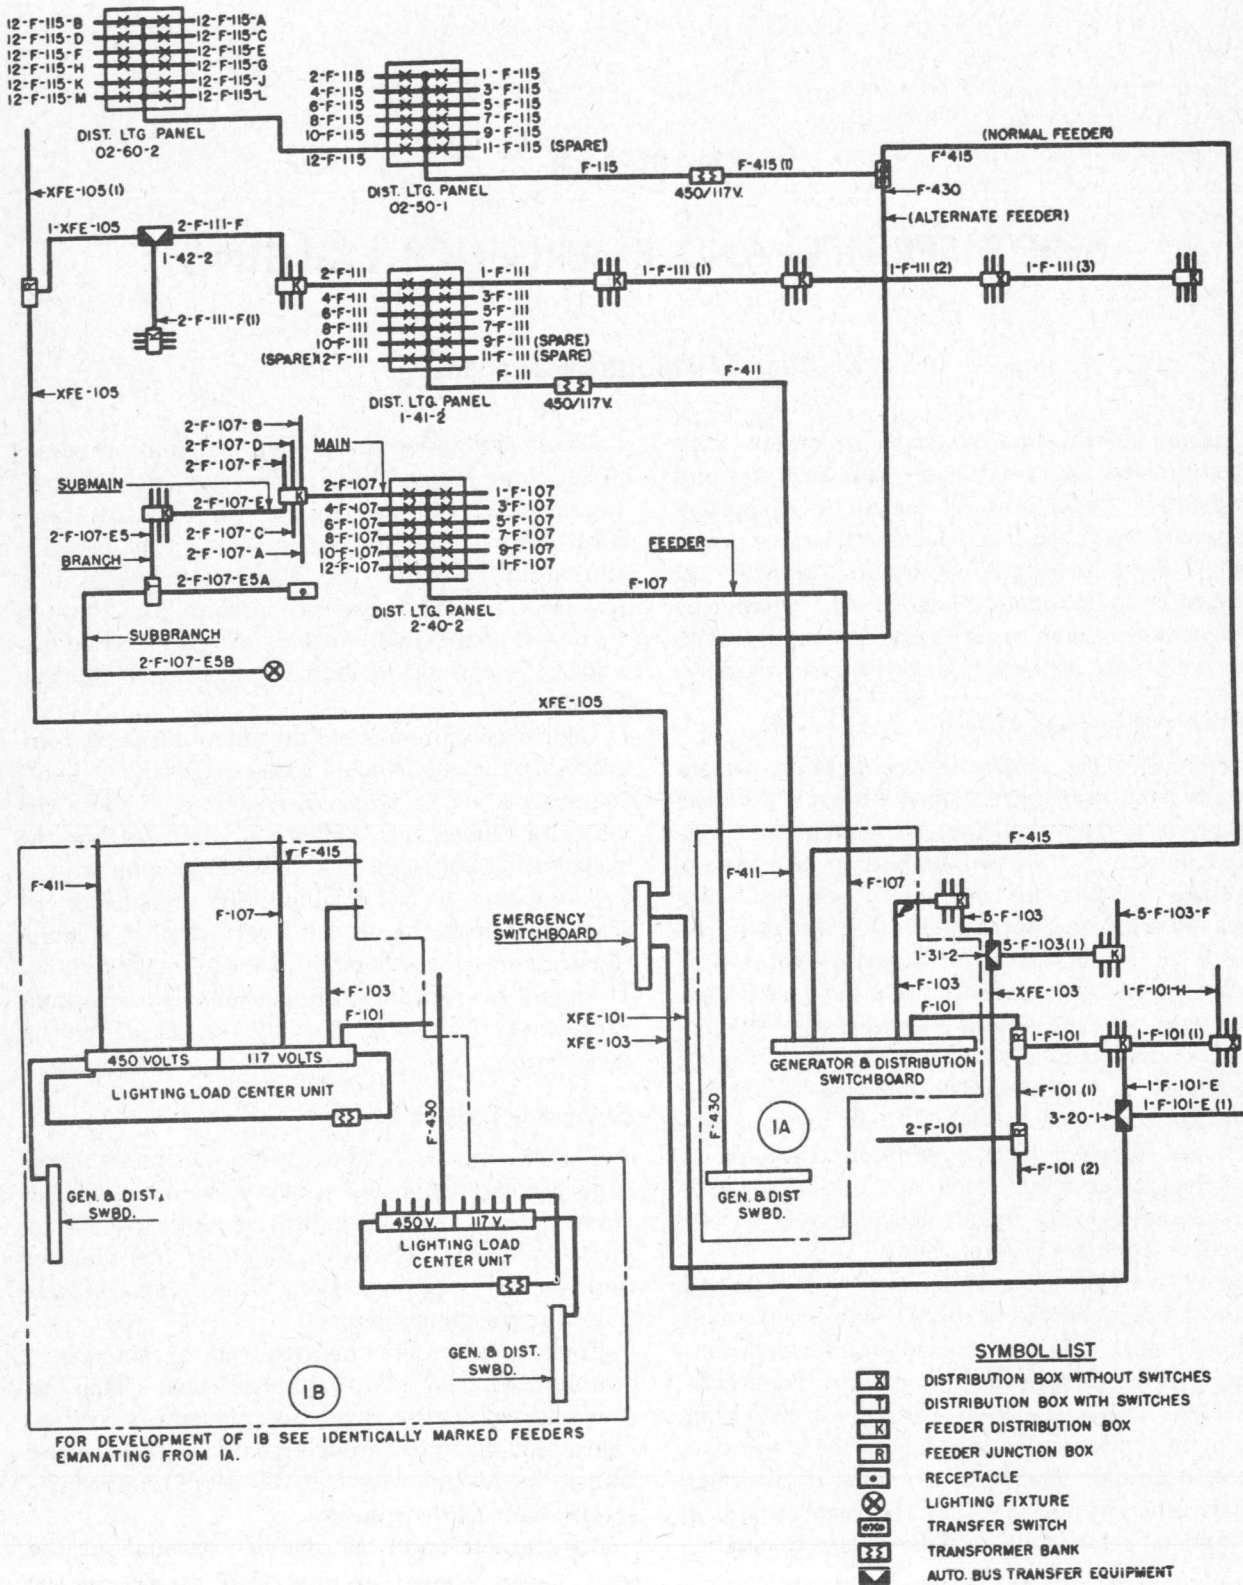 12-F-115-B
12-F-115-D
12-F-115-F
12-F-115-H
12-F-115-K
12-F-115-M
12-F-115-A
12-F-115-C
12-F-115-E
12-F-115-G
12-F-115-J
12-F-115-L
DIST. LTG PANEL
02-60-2
2-F-115
4-F-115
6-F-115
8-F-115
10-F-115
12-F-115
1-F-115
3-F-115
5-F-115
7-F-115
9-F-115
11-F-115 (SPARE)
DIST. LTG. PANEL
02-50-1
F-115
F-415(1)
450/117V.
(NORMAL FEEDER)
F-415
F-430
(ALTERNATE FEEDER)
XFE-105(1)
1-XFE-105
2-F-111-F
1-42-2
2-F-111-F(1)
2-F-111
4-F-111
6-F-111
8-F-111
10-F-111
(SPARE)12-F-111
1-F-111
3-F-111
5-F-111
7-F-111
9-F-111 (SPARE)
11-F-111 (SPARE)
1-F-111 (1)
1-F-111 (2)
1-F-111 (3)
DIST. LTG. PANEL
1-41-2
F-111
F-411
450/117V.
XFE-105
2-F-107-B
2-F-107-D
2-F-107-F
SUBMAIN
2-F-107-E
2-F-107-C
2-F-107-A
2-F-107-E5
BRANCH
2-F-107-E5A
SUBBRANCH
2-F-107-E5B
MAIN
2-F-107
4-F-107
6-F-107
8-F-107
10-F-107
12-F-107
1-F-107
3-F-107
5-F-107
7-F-107
9-F-107
11-F-107
DIST. LTG. PANEL
2-40-2
FEEDER
F-107
XFE-105
F-411
F-415
F-107
F-103
F-101
450 VOLTS
117 VOLTS
LIGHTING LOAD CENTER UNIT
GEN. & DIST.
SWBD.
F-430
450 V.
117 V.
LIGHTING LOAD
CENTER UNIT
GEN. & DIST.
SWBD.
1B
FOR DEVELOPMENT OF 1B SEE IDENTICALLY MARKED FEEDERS
EMANATING FROM 1A.
EMERGENCY
SWITCHBOARD
XFE-101
XFE-103
F-415
F-411
F-107
5-F-103
5-F-103-F
1-31-2
5-F-103(1)
F-103
XFE-103
1-F-101-H
F-101
1-F-101
1-F-101 (1)
GENERATOR & DISTRIBUTION
SWITCHBOARD
F-101 (1)
1-F-101-E
1-F-101-E (1)
3-20-1
2-F-101
F-101 (2)
F-430
1A
GEN. & DIST
SWBD.
SYMBOL LIST
X DISTRIBUTION BOX WITHOUT SWITCHES
T DISTRIBUTION BOX WITH SWITCHES
K FEEDER DISTRIBUTION BOX
R FEEDER JUNCTION BOX
RECEPTACLE
LIGHTING FIXTURE
TRANSFER SWITCH
TRANSFORMER BANK
AUTO. BUS TRANSFER EQUIPMENT